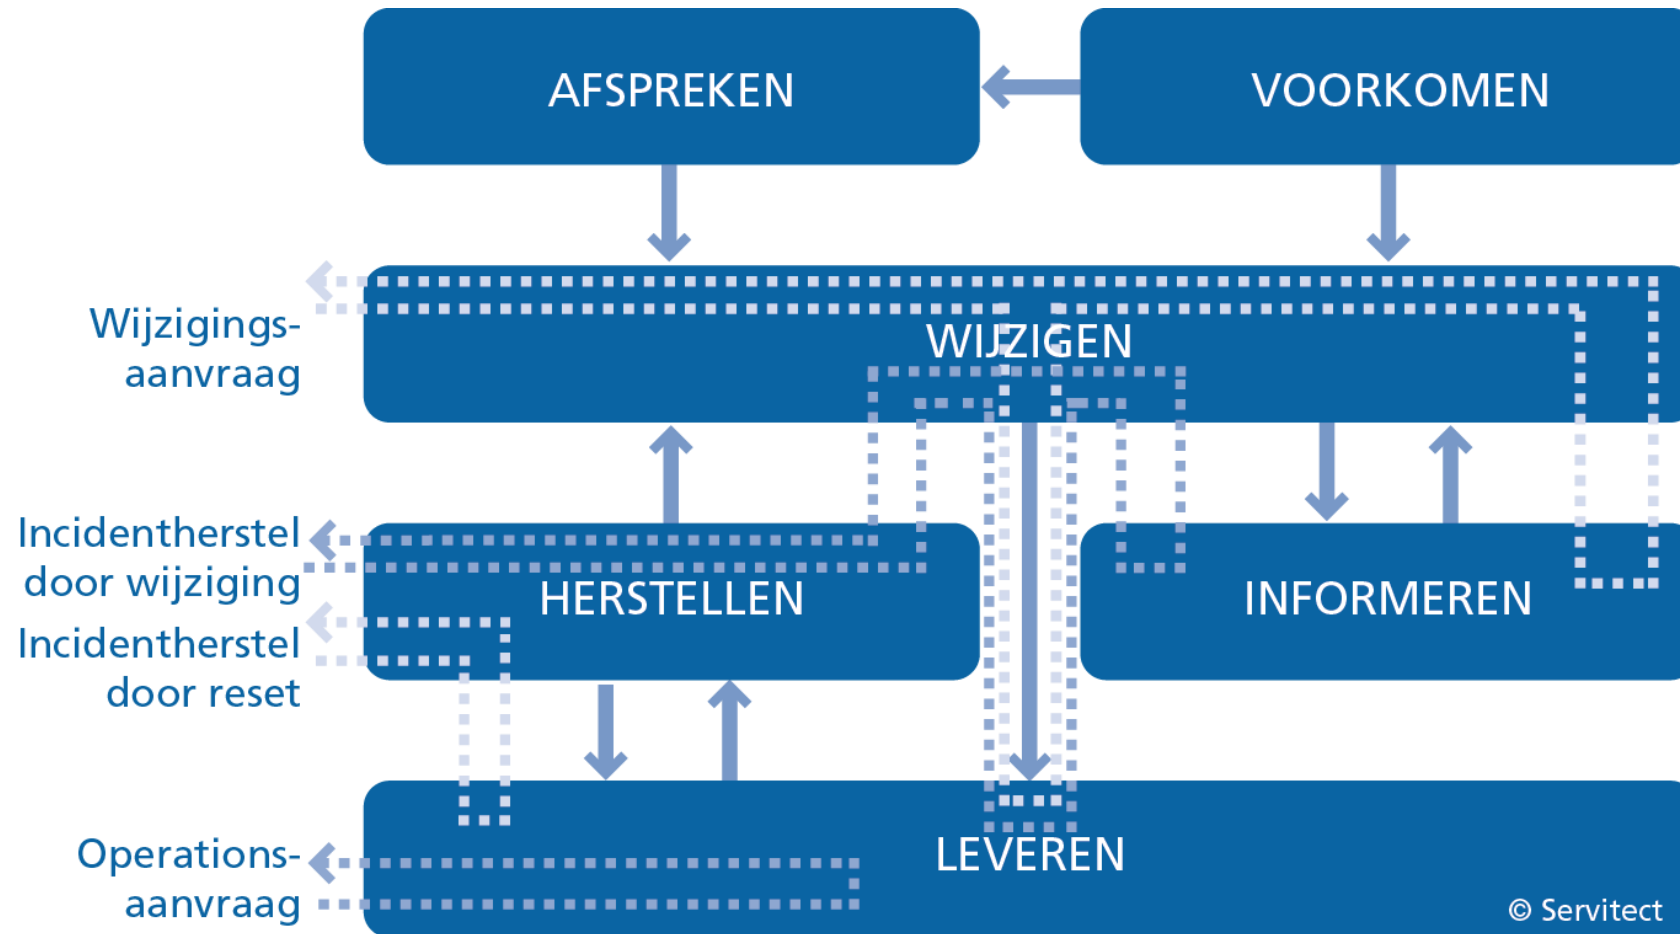 AFSPREKEN
VOORKOMEN
Wijzigings-
aanvraag
WIJZIGEN
Incidentherstel
door wijziging
Incidentherstel
door reset
HERSTELLEN
INFORMEREN
Operations-
aanvraag
LEVEREN
© Servitect